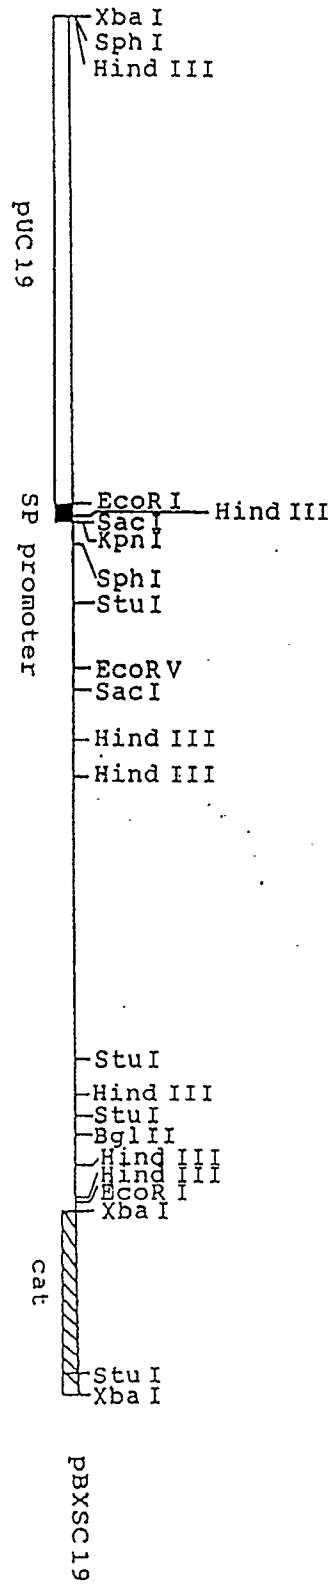 Xba I
Sph I
Hind III
pUC19
EcoR I
Hind III
Sac I
Kpn I
SP promoter
Sph I
Stu I
EcoR V
Sac I
Hind III
Hind III
Stu I
Hind III
Stu I
Bgl II
Hind III
Hind III
EcoR I
Xba I
cat
Stu I
Xba I
pBXSC19